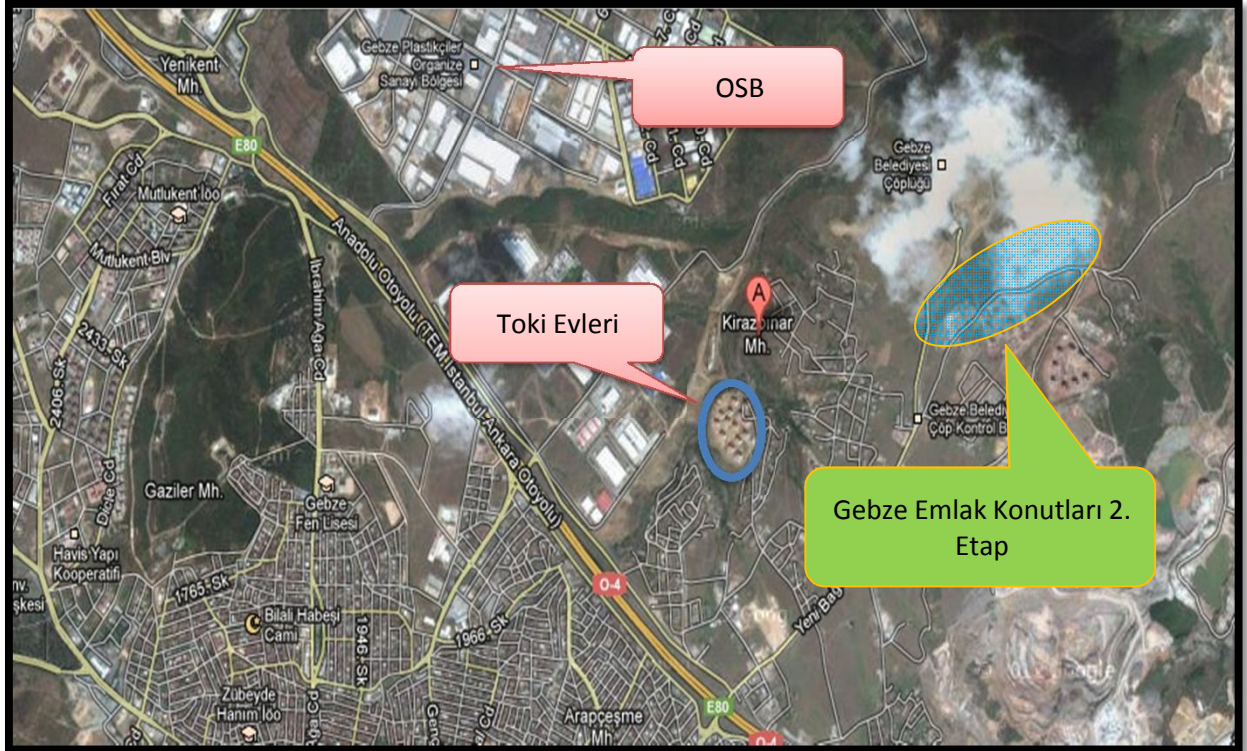 Gebze Plastikçiler
Organize
Sanayi Bölgesi
OSB
Yenikent
Mh.
E80
Fırat Cd
Mutlukent İöo
Mutlukent Blv
Gebze
Belediyesi
Çöplüğü
Anadolu Otoyolu (TEM İstanbul Ankara Otoyolu)
İbrahim Ağa Cd
Toki Evleri
A
Kirazpınar
Mh.
2433. Sk
2406. Sk
Dicle Cd
Gaziler Mh.
Gebze
Fen Lisesi
Çöp Kontrol
Gebze Emlak Konutları 2.
Etap
Havis Yapı
Kooperatifi
1765. Sk
O-4
Bilali Habeşi
Cami
1946. Sk
1966. Sk
Zübeyde
Hanım İöo
Arapçeşme
Mh.
E80
O-4